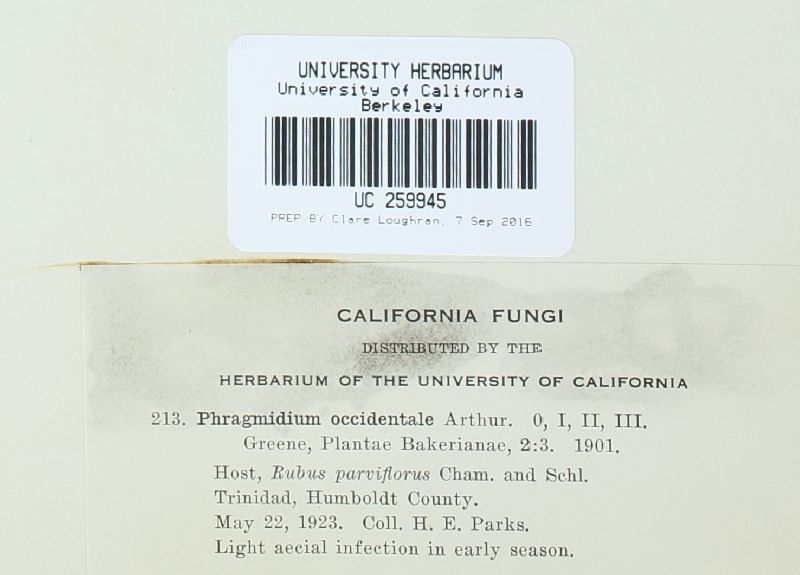 UNIVERSITY HERBARIUM
University of California
Berkeley
UC 259945
PREP BY Clare Loughran, 7 Sep 2016
CALIFORNIA FUNGI
DISTRIBUTED BY THE
HERBARIUM OF THE UNIVERSITY OF CALIFORNIA
213. Phragmidium occidentale Arthur. 0, I, II, III.
Greene, Plantae Bakerianae, 2:3. 1901.
Host, Rubus parviflorus Cham. and Schl.
Trinidad, Humboldt County.
May 22, 1923. Coll. H. E. Parks.
Light aecial infection in early season.